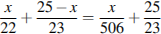 x/22 + (25 − x)/23 = x/506 + 25/23